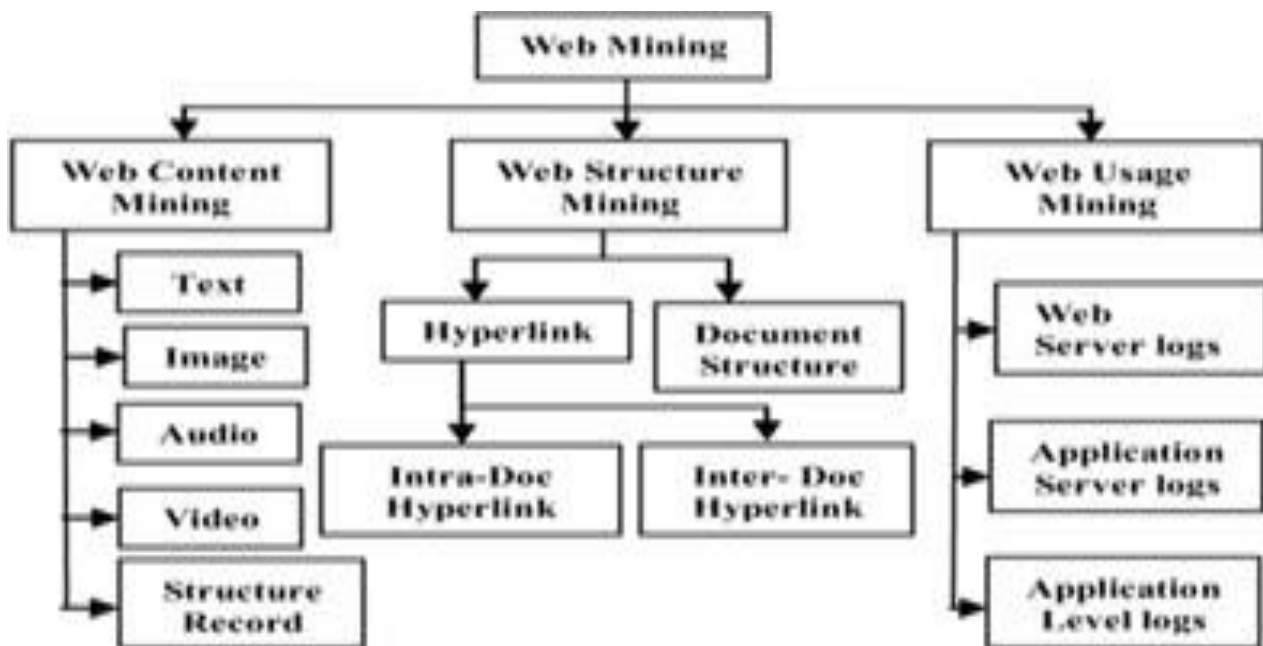 Web Mining
Web Content
Mining
Web Structure
Mining
Web Usage
Mining
Text
Image
Audio
Video
Structure
Record
Hyperlink
Document
Structure
Intra-Doc
Hyperlink
Inter- Doc
Hyperlink
Web
Server logs
Application
Server logs
Application
Level logs